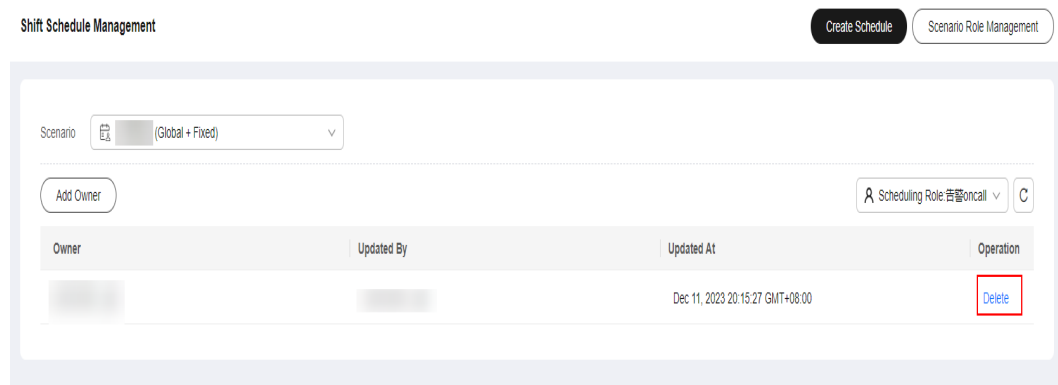 Shift Schedule Management
Create Schedule
Scenario Role Management
Scenario
(Global + Fixed)
Add Owner
Scheduling Role:告警oncall
Owner
Updated By
Updated At
Operation
Dec 11, 2023 20:15:27 GMT+08:00
Delete